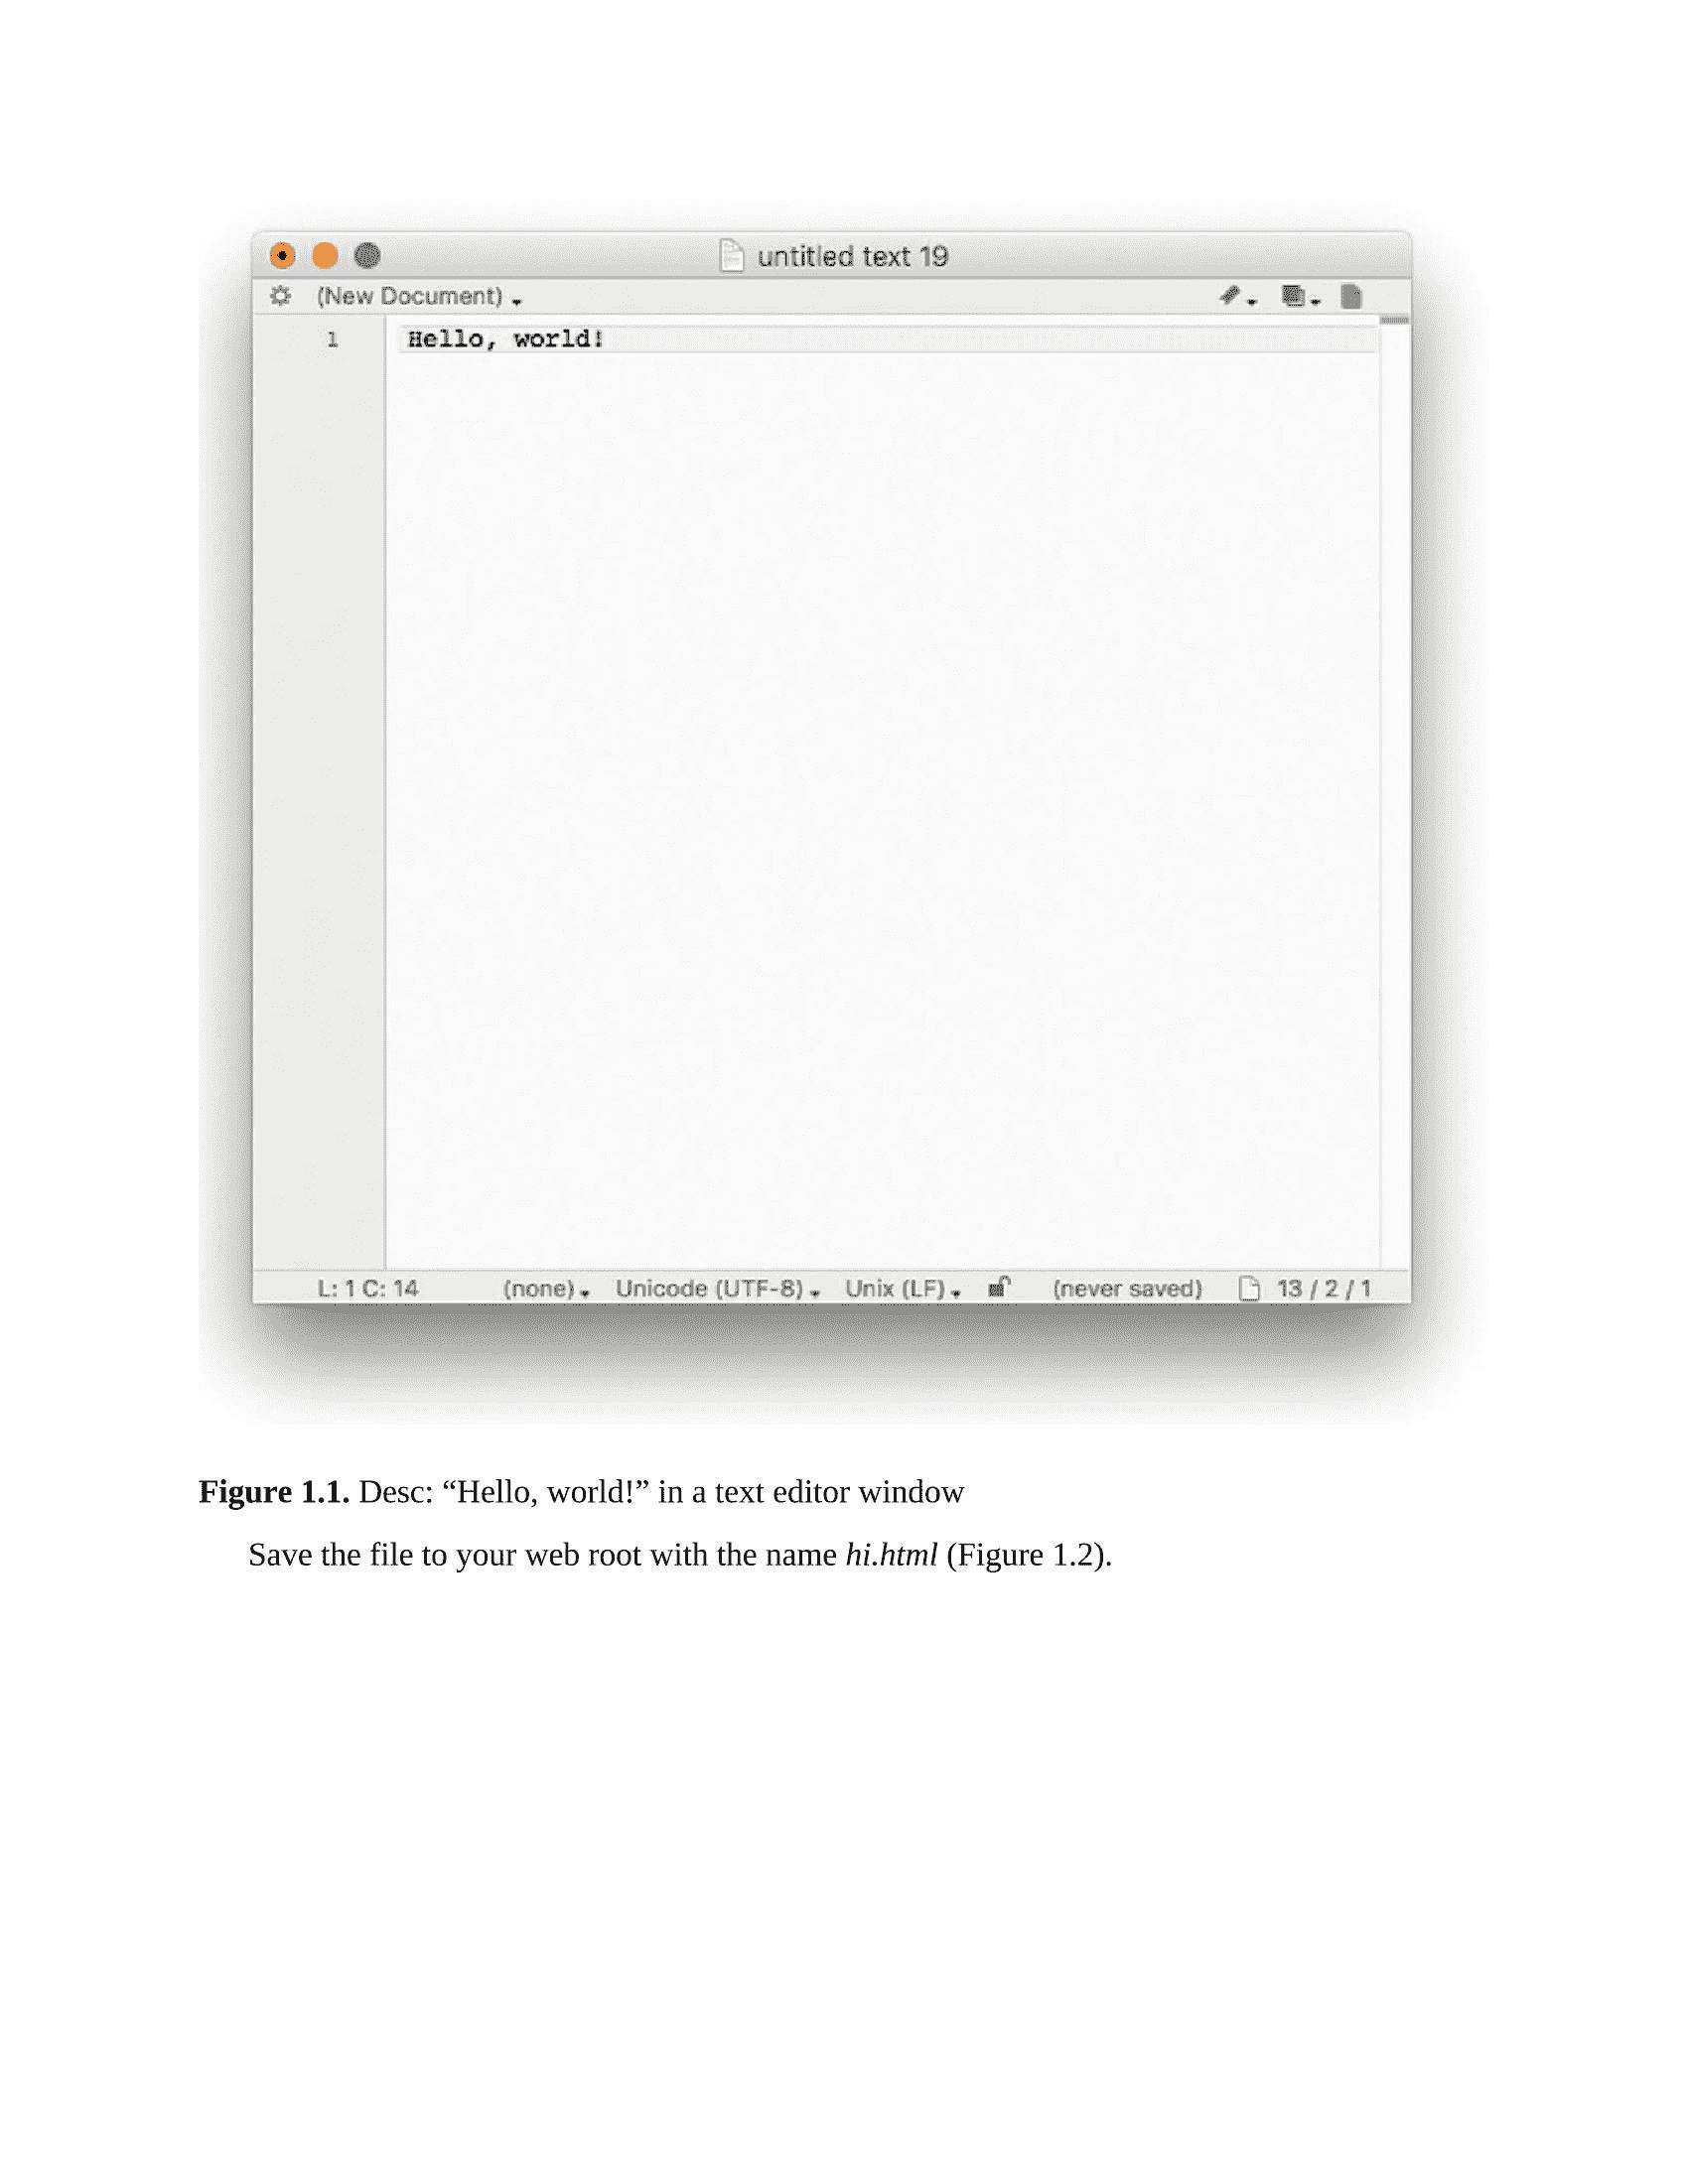 untitled text 19
(New Document)
1 Hello, world!
L: 1 C: 14 (none) Unicode (UTF-8) Unix (LF) (never saved) 13 / 2 / 1
Figure 1.1. Desc: “Hello, world!” in a text editor window
Save the file to your web root with the name hi.html (Figure 1.2).